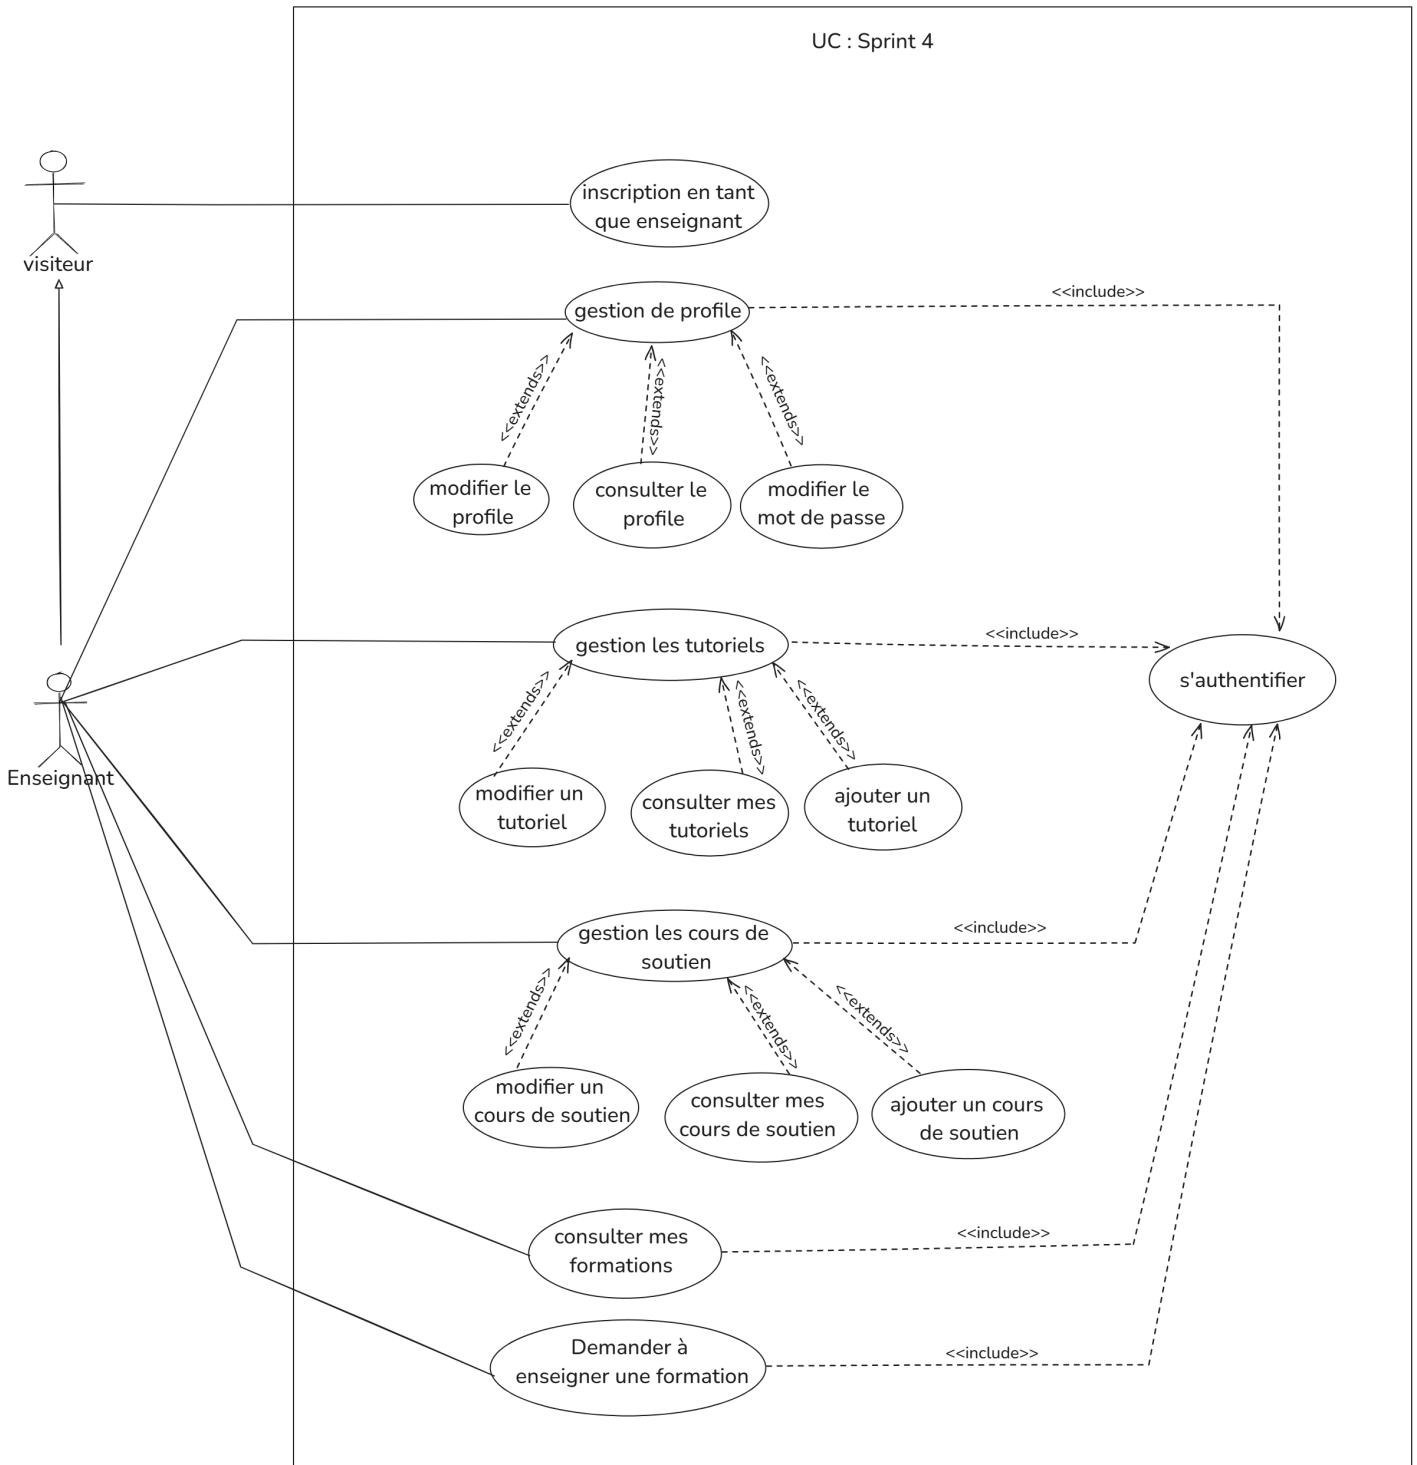 UC : Sprint 4
inscription en tant
que enseignant
visiteur
gestion de profile
<<include>>
<<extends>>
<<extends>>
<<extends>>
modifier le
profile
consulter le
profile
modifier le
mot de passe
gestion les tutoriels
<<include>>
s'authentifier
<<extends>>
<<extends>>
<<extends>>
Enseignant
modifier un
tutoriel
consulter mes
tutoriels
ajouter un
tutoriel
gestion les cours de
soutien
<<include>>
<<extends>>
<<extends>>
<<extends>>
modifier un
cours de soutien
consulter mes
cours de soutien
ajouter un cours
de soutien
consulter mes
formations
<<include>>
Demander à
enseigner une formation
<<include>>